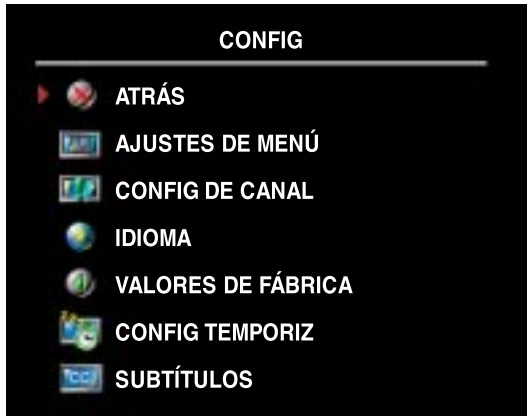 CONFIG
ATRÁS
AJUSTES DE MENÚ
CONFIG DE CANAL
IDIOMA
VALORES DE FÁBRICA
CONFIG TEMPORIZ
SUBTÍTULOS